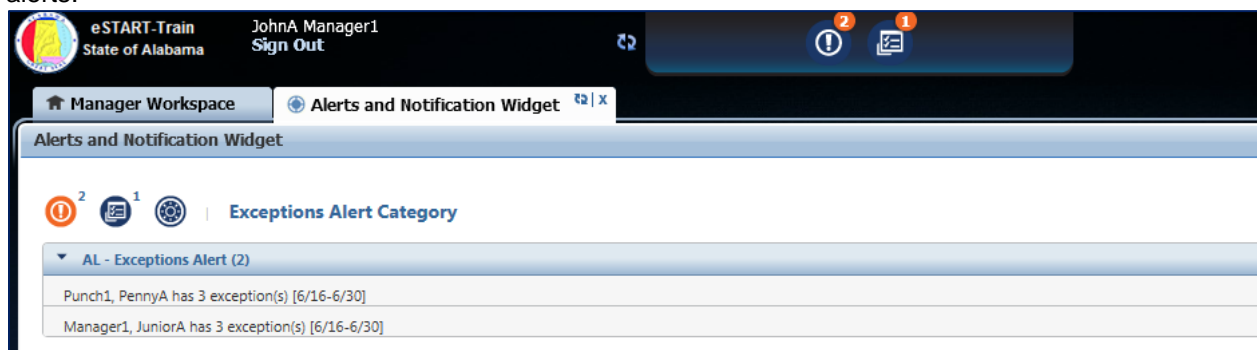 alerts.
eSTART-Train
State of Alabama
JohnA Manager1
Sign Out
2
1
Manager Workspace
Alerts and Notification Widget
X
Alerts and Notification Widget
2
1
Exceptions Alert Category
AL - Exceptions Alert (2)
Punch1, PennyA has 3 exception(s) [6/16-6/30]
Manager1, JuniorA has 3 exception(s) [6/16-6/30]